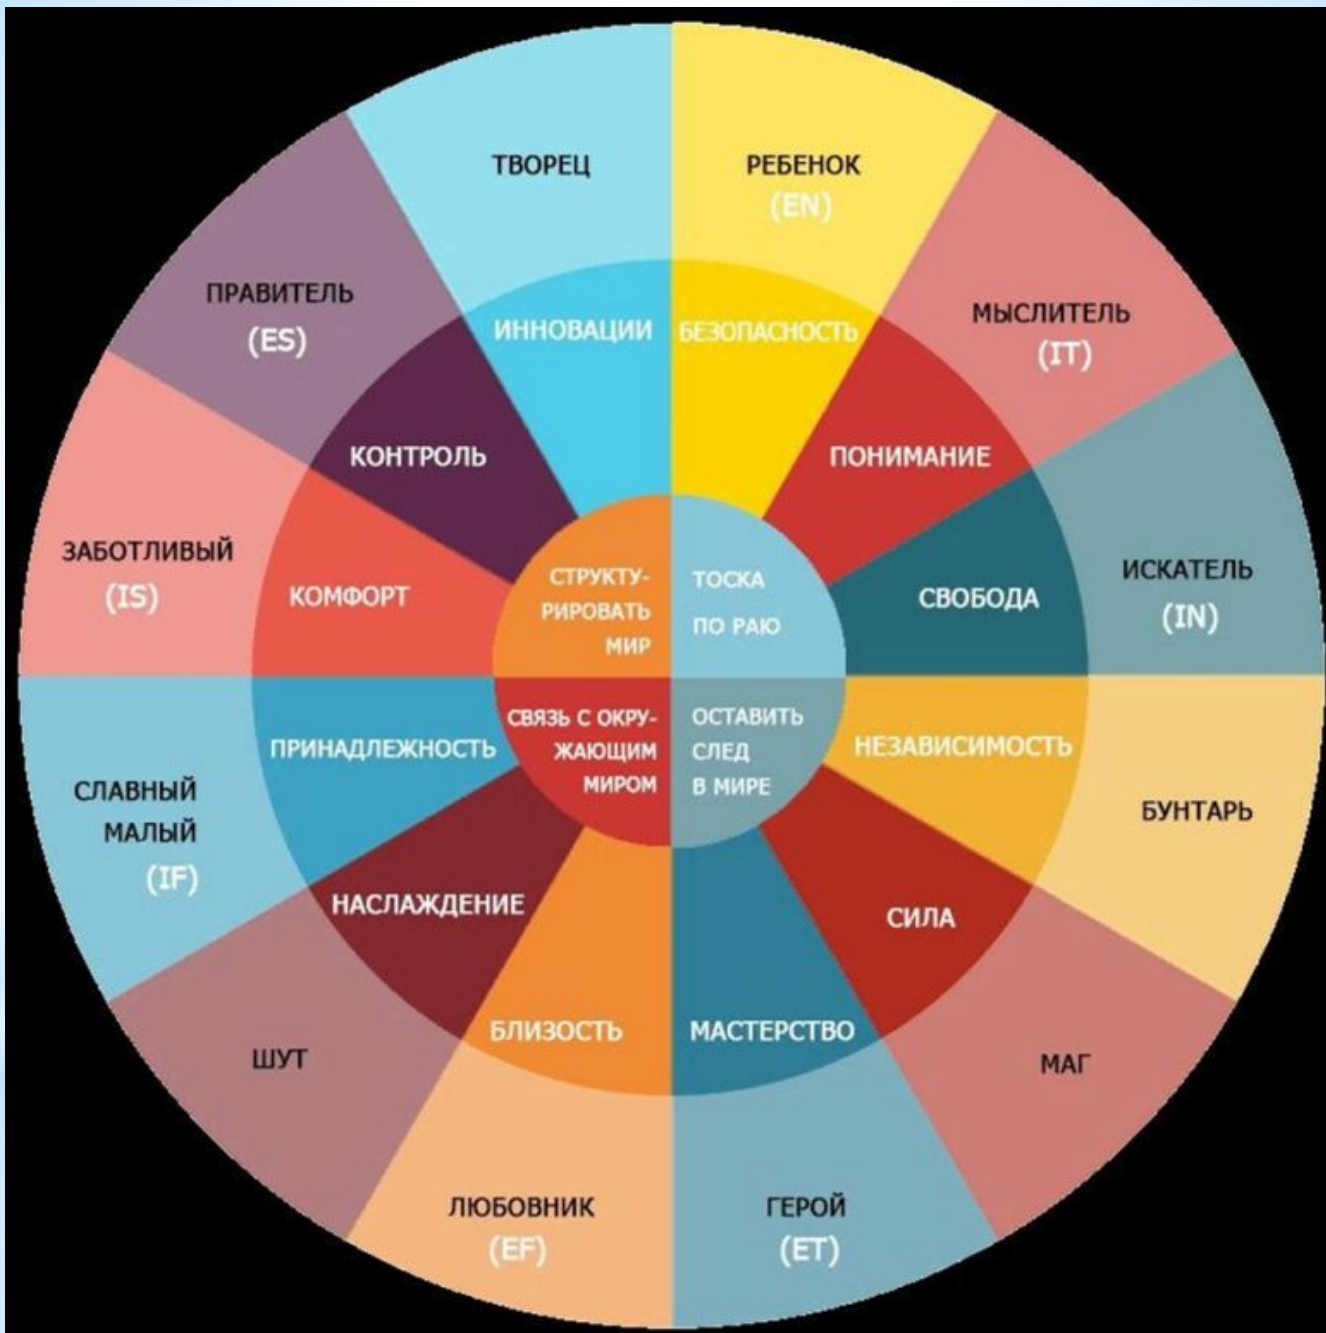 ТВОРЕЦ
ИННОВАЦИИ
РЕБЕНОК
(EN)
БЕЗОПАСНОСТЬ
МЫСЛИТЕЛЬ
(IT)
ПОНИМАНИЕ
ИСКАТЕЛЬ
(IN)
СВОБОДА
БУНТАРЬ
НЕЗАВИСИМОСТЬ
МАГ
СИЛА
ГЕРОЙ
(ET)
МАСТЕРСТВО
ЛЮБОВНИК
(EF)
БЛИЗОСТЬ
ШУТ
НАСЛАЖДЕНИЕ
СЛАВНЫЙ
МАЛЫЙ
(IF)
ПРИНАДЛЕЖНОСТЬ
ЗАБОТЛИВЫЙ
(IS)
КОМФОРТ
ПРАВИТЕЛЬ
(ES)
КОНТРОЛЬ
СТРУКТУ-
РИРОВАТЬ
МИР
ТОСКА
ПО РАЮ
СВЯЗЬ С ОКРУ-
ЖАЮЩИМ
МИРОМ
ОСТАВИТЬ
СЛЕД
В МИРЕ